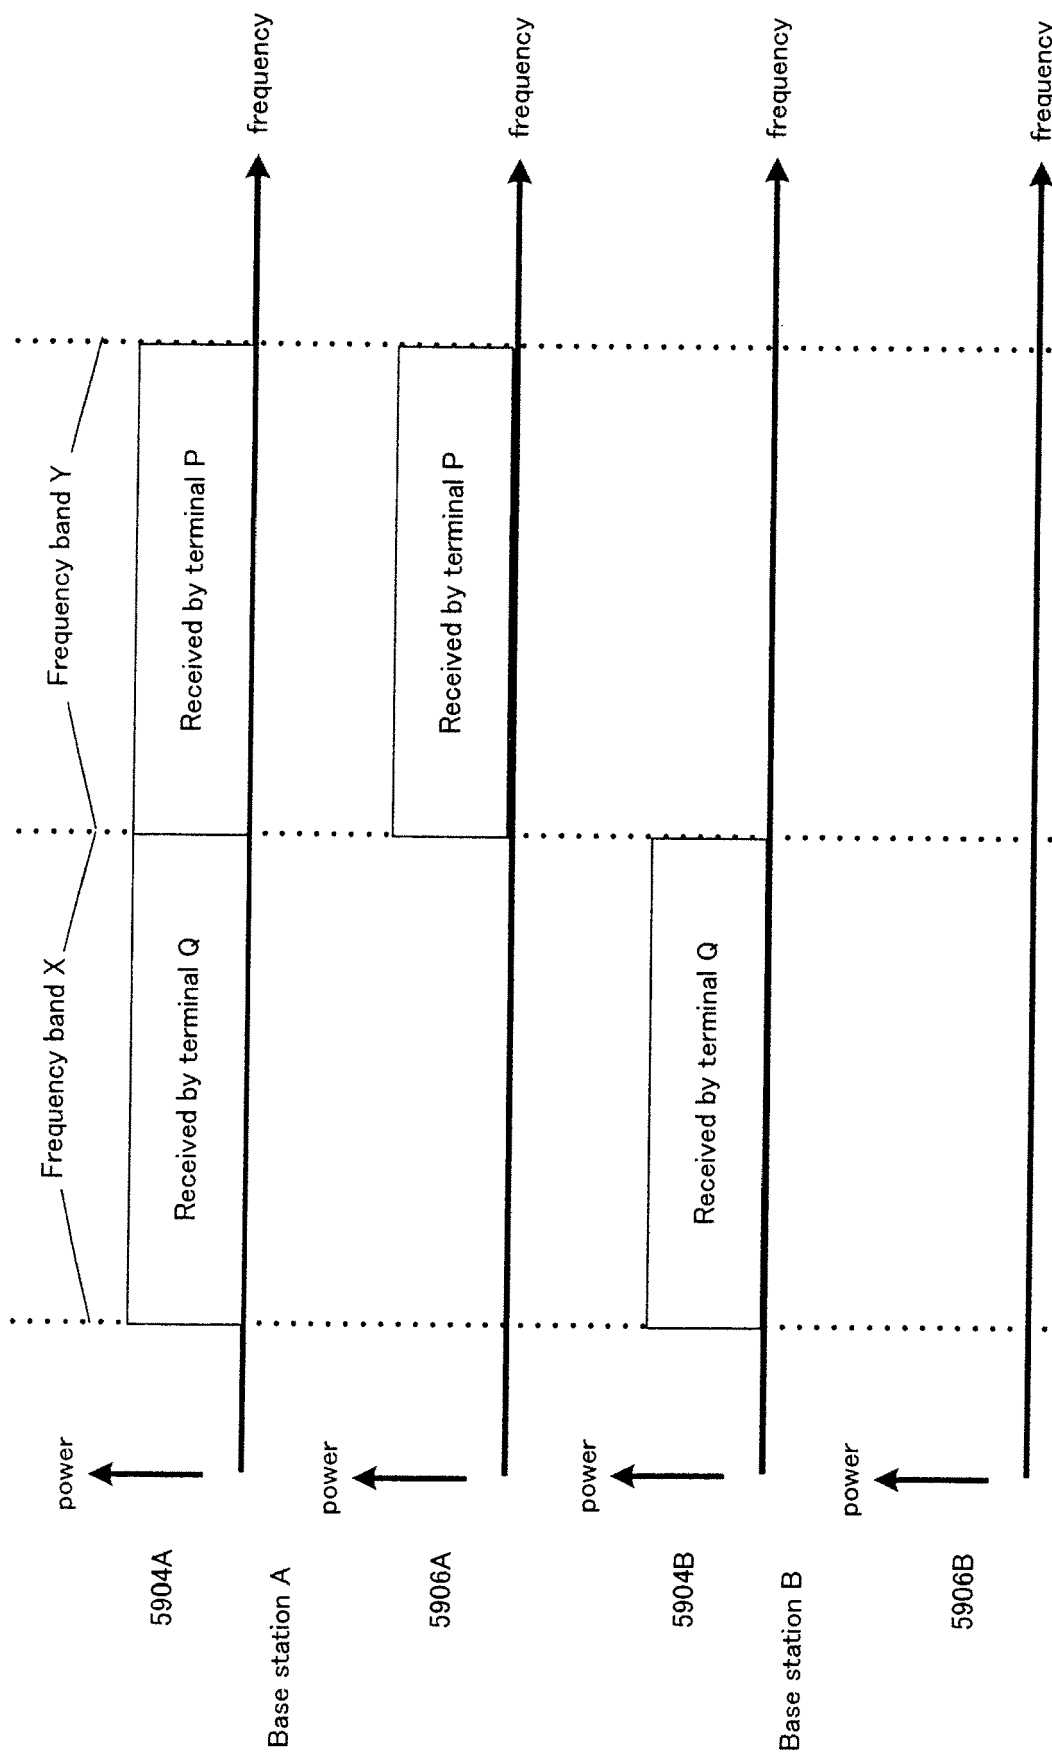 Frequency band X
Frequency band Y
power
5904A
Received by terminal Q
Received by terminal P
frequency
Base station A
power
5906A
Received by terminal P
frequency
power
5904B
Received by terminal Q
frequency
Base station B
power
5906B
frequency